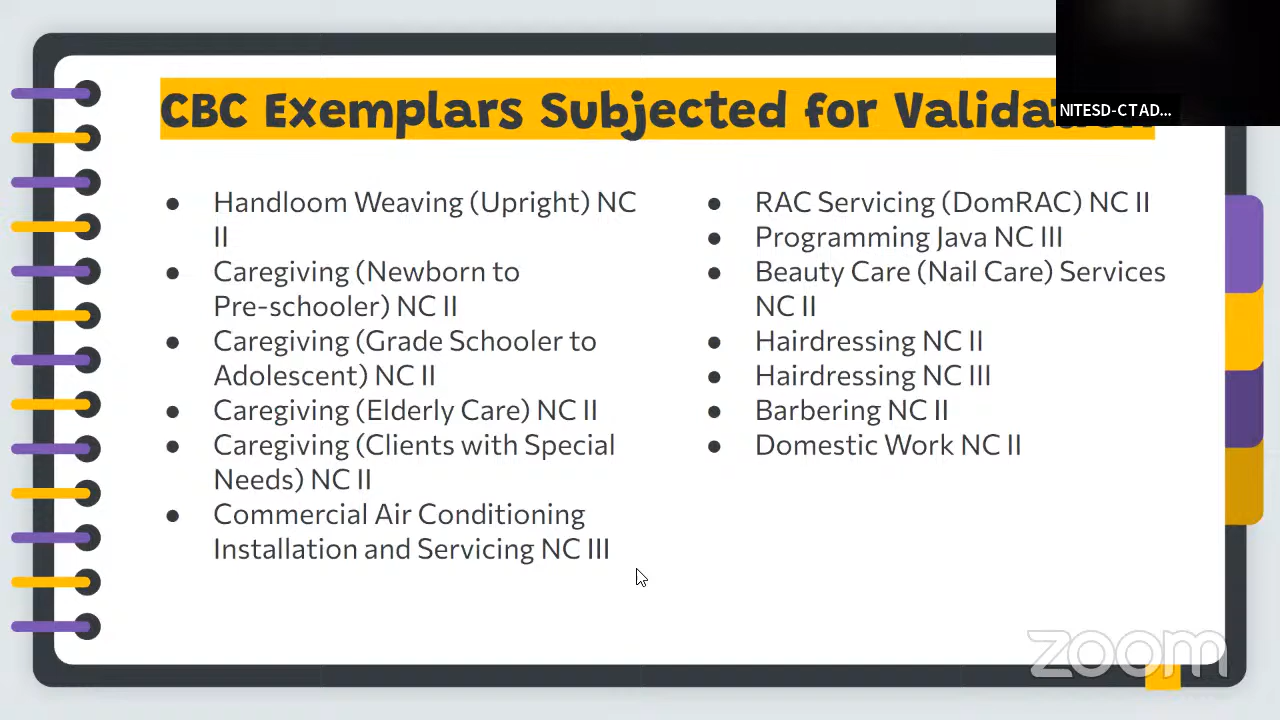 CBC Exemplars Subjected for
NITESD-CTAD...
● Handloom Weaving (Upright) NC
II
● Caregiving (Newborn to
Pre-schooler) NC II
● Caregiving (Grade Schooler to
Adolescent) NC II
● Caregiving (Elderly Care) NC II
● Caregiving (Clients with Special
Needs) NC II
● Commercial Air Conditioning
Installation and Servicing NC III
● RAC Servicing (DomRAC) NC II
● Programming Java NC III
● Beauty Care (Nail Care) Services
NC II
● Hairdressing NC II
● Hairdressing NC III
● Barbering NC II
● Domestic Work NC II
zoom